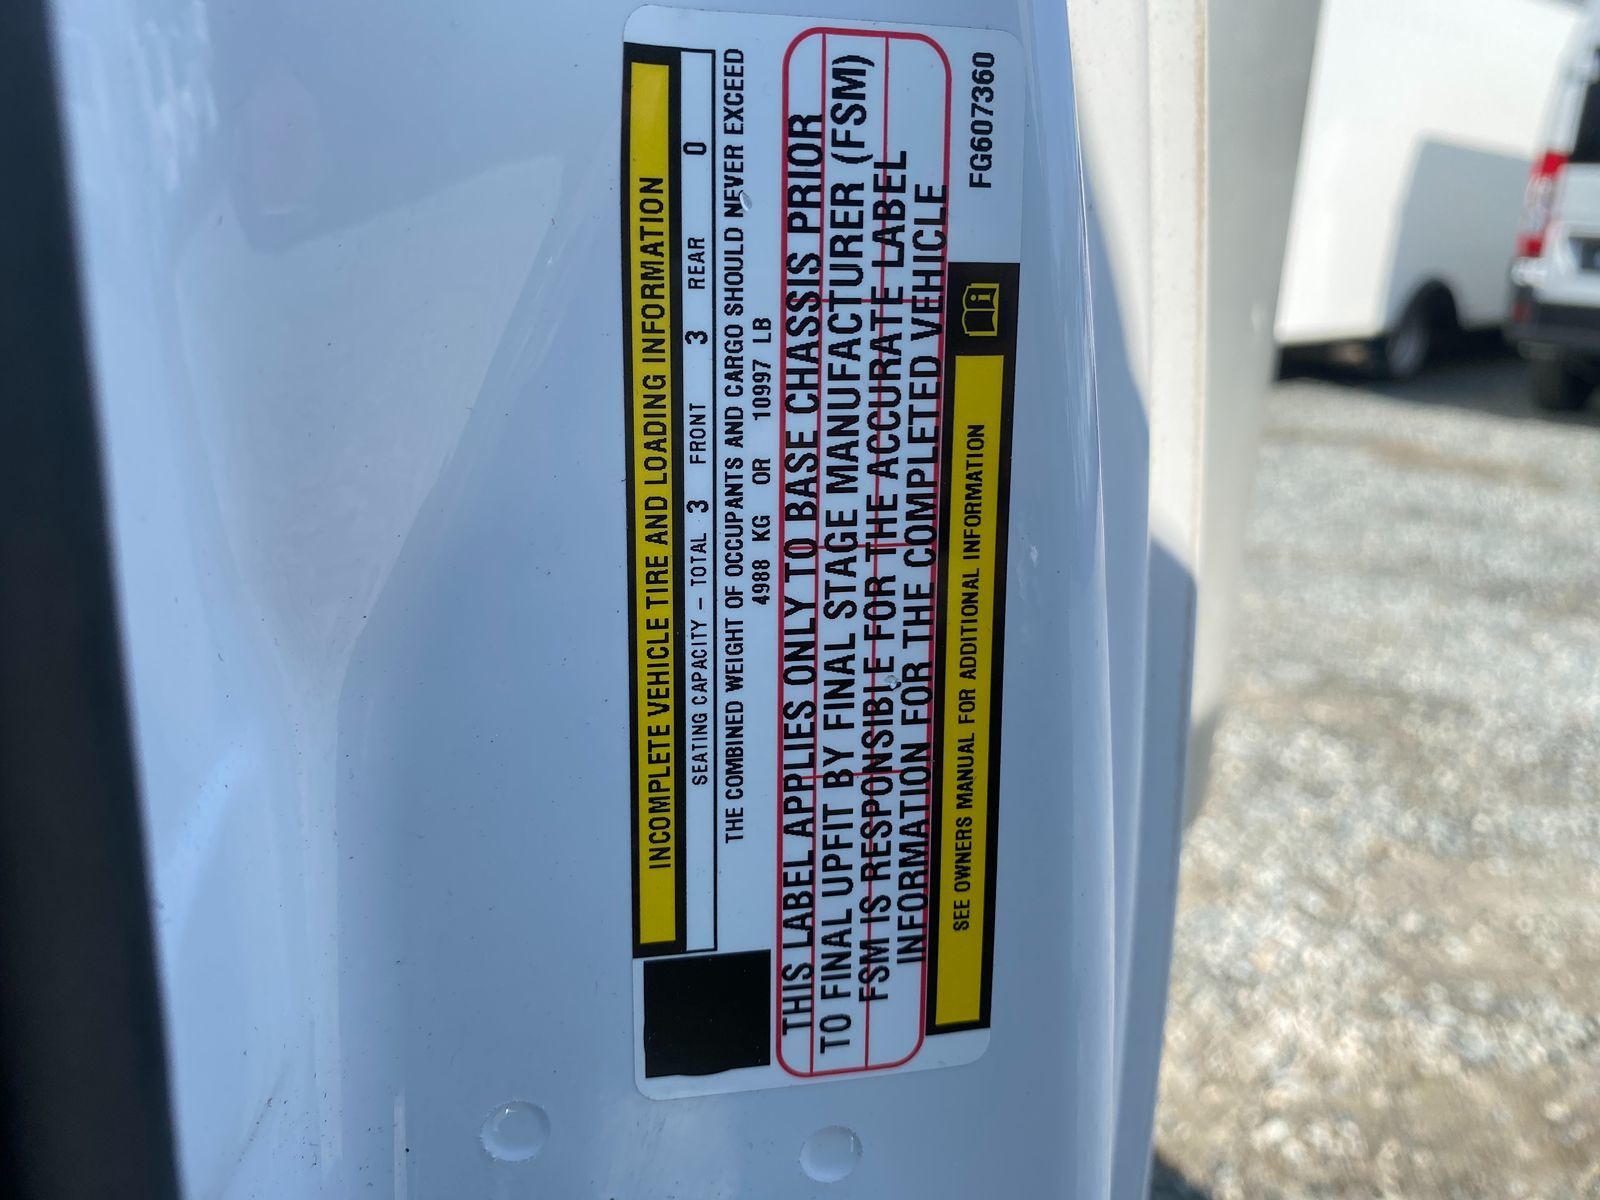 INCOMPLETE VEHICLE TIRE AND LOADING INFORMATION
SEATING CAPACITY – TOTAL 3 FRONT 3 REAR 0
THE COMBINED WEIGHT OF OCCUPANTS AND CARGO SHOULD NEVER EXCEED
4988 KG OR 10997 LB
THIS LABEL APPLIES ONLY TO BASE CHASSIS PRIOR
TO FINAL UPFIT BY FINAL STAGE MANUFACTURER (FSM)
FSM IS RESPONSIBLE FOR THE ACCURATE LABEL
INFORMATION FOR THE COMPLETED VEHICLE
SEE OWNERS MANUAL FOR ADDITIONAL INFORMATION
FG607360